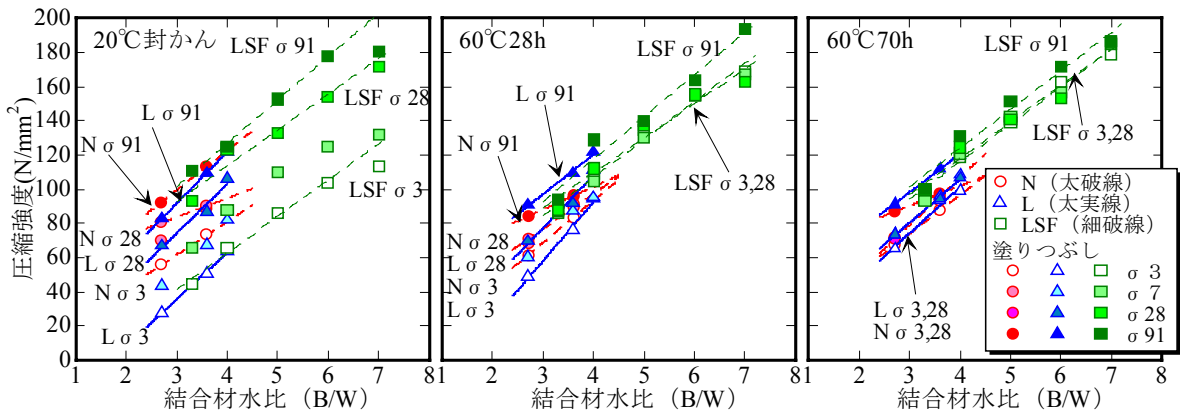 圧縮強度(N/mm²)
200
180
160
140
120
100
80
60
40
20
0
20℃封かん
LSF σ 91
L σ 91
N σ 91
LSF σ 28
LSF σ 3
N σ 28
L σ 28
N σ 3
L σ 3
1 2 3 4 5 6 7 8
結合材水比（B/W）
60℃28h
LSF σ 91
L σ 91
N σ 91
LSF σ 3,28
N σ 28
L σ 28
N σ 3
L σ 3
2 3 4 5 6 7 8
結合材水比（B/W）
60℃70h
LSF σ 91
LSF σ 3,28
L σ 3,28
N σ 3,28
2 3 4 5 6 7 8
結合材水比（B/W）
N（太破線）
L（太実線）
LSF（細破線）
塗りつぶし
σ 3
σ 7
σ 28
σ 91